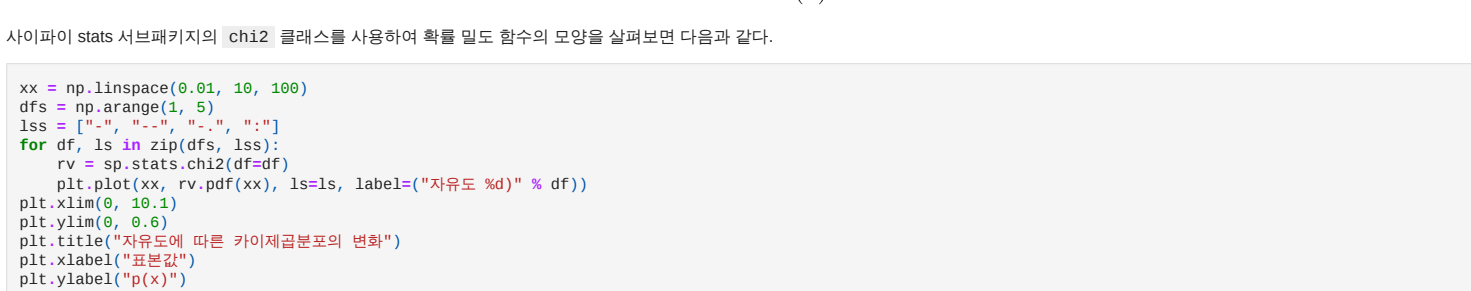 사이파이 stats 서브패키지의 chi2 클래스를 사용하여 확률 밀도 함수의 모양을 살펴보면 다음과 같다.
xx = np.linspace(0.01, 10, 100)
dfs = np.arange(1, 5)
lss = ["-", "--", "-.", ":"]
for df, ls in zip(dfs, lss):
    rv = sp.stats.chi2(df=df)
    plt.plot(xx, rv.pdf(xx), ls=ls, label=("자유도 %d)" % df))
plt.xlim(0, 10.1)
plt.ylim(0, 0.6)
plt.title("자유도에 따른 카이제곱분포의 변화")
plt.xlabel("표본값")
plt.ylabel("p(x)")